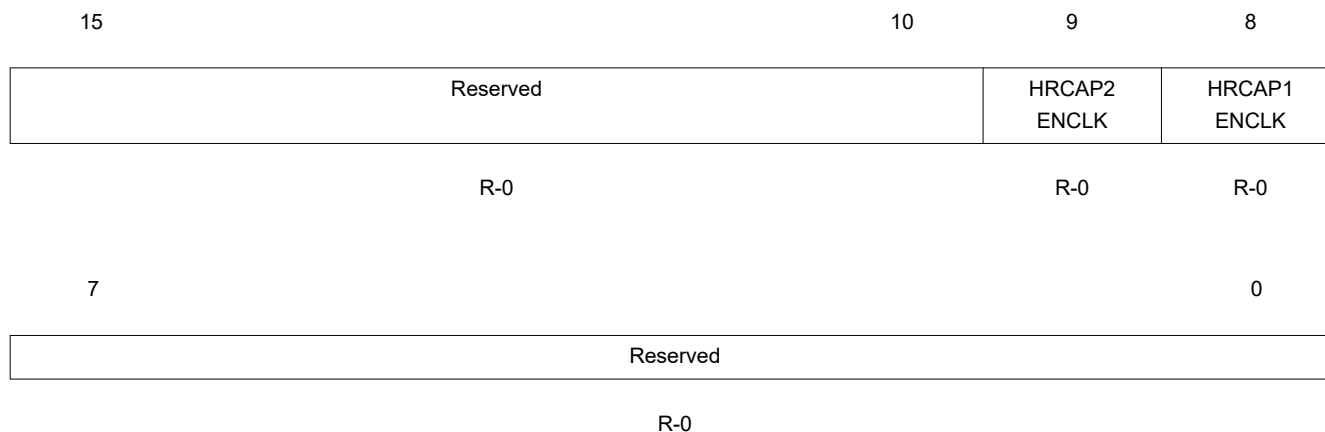 15 10 9 8
Reserved HRCAP2 HRCAP1
ENCLK ENCLK
R-0 R-0 R-0
7 0
Reserved
R-0